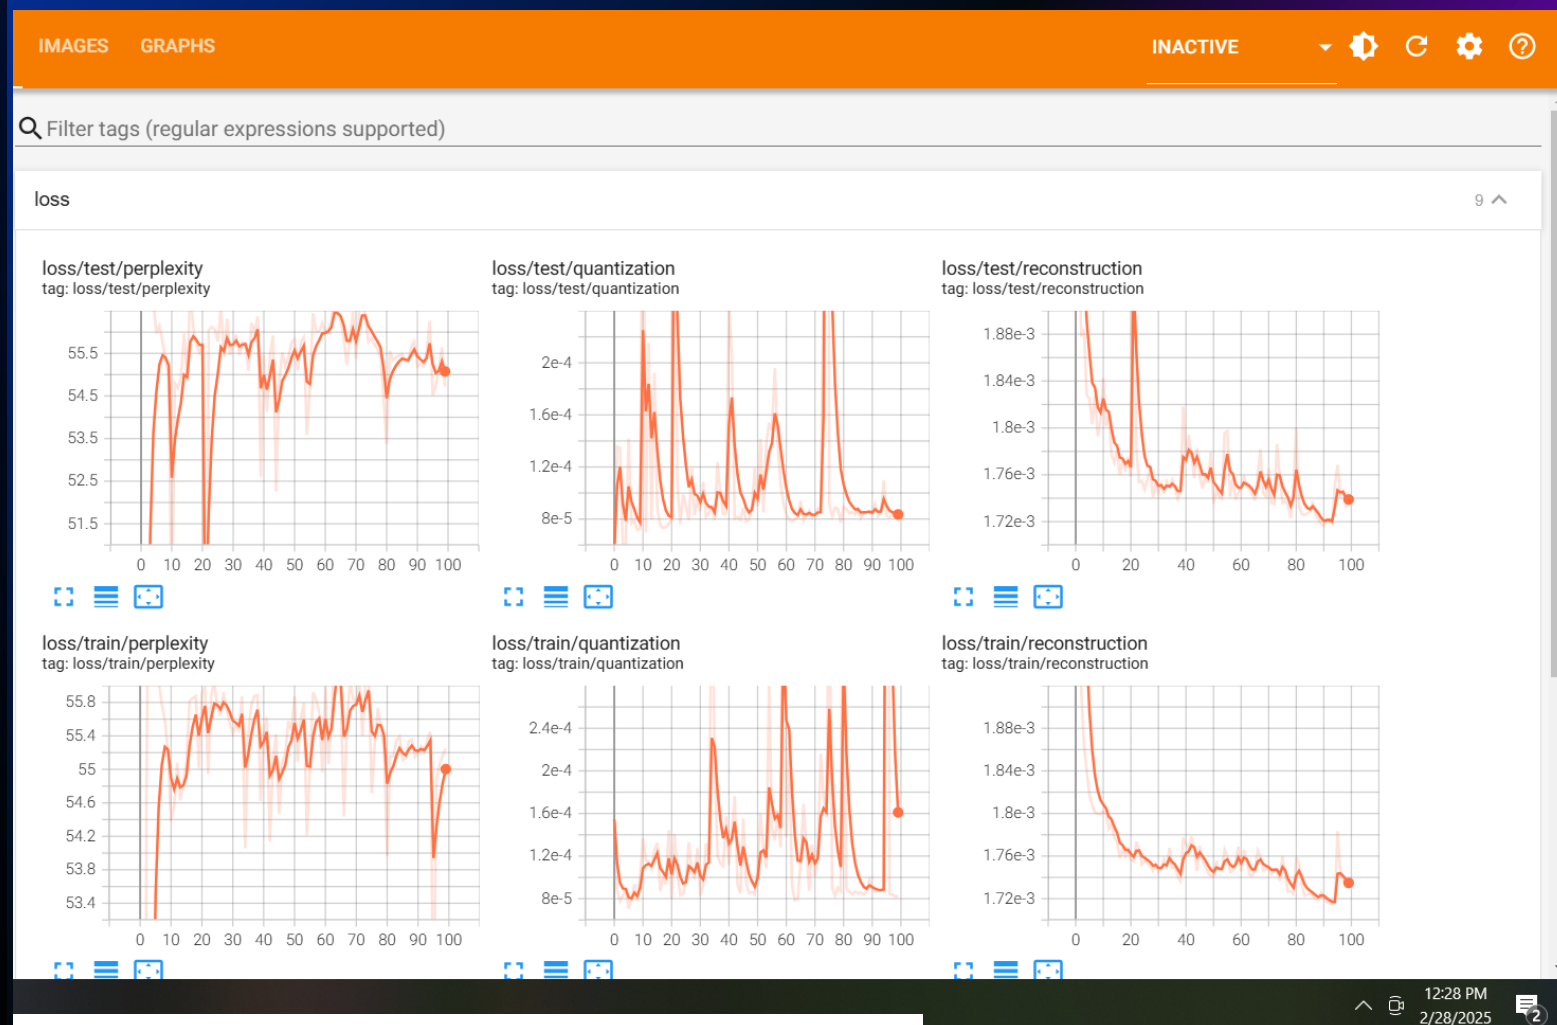 IMAGES GRAPHS INACTIVE
Filter tags (regular expressions supported)
loss 9
loss/test/perplexity
tag: loss/test/perplexity
55.5
54.5
53.5
52.5
51.5
0 10 20 30 40 50 60 70 80 90 100
loss/test/quantization
tag: loss/test/quantization
2e-4
1.6e-4
1.2e-4
8e-5
0 10 20 30 40 50 60 70 80 90 100
loss/test/reconstruction
tag: loss/test/reconstruction
1.88e-3
1.84e-3
1.8e-3
1.76e-3
1.72e-3
0 20 40 60 80 100
loss/train/perplexity
tag: loss/train/perplexity
55.8
55.4
55
54.6
54.2
53.8
53.4
0 10 20 30 40 50 60 70 80 90 100
loss/train/quantization
tag: loss/train/quantization
2.4e-4
2e-4
1.6e-4
1.2e-4
8e-5
0 10 20 30 40 50 60 70 80 90 100
loss/train/reconstruction
tag: loss/train/reconstruction
1.88e-3
1.84e-3
1.8e-3
1.76e-3
1.72e-3
0 20 40 60 80 100
12:28 PM
2/28/2025
2